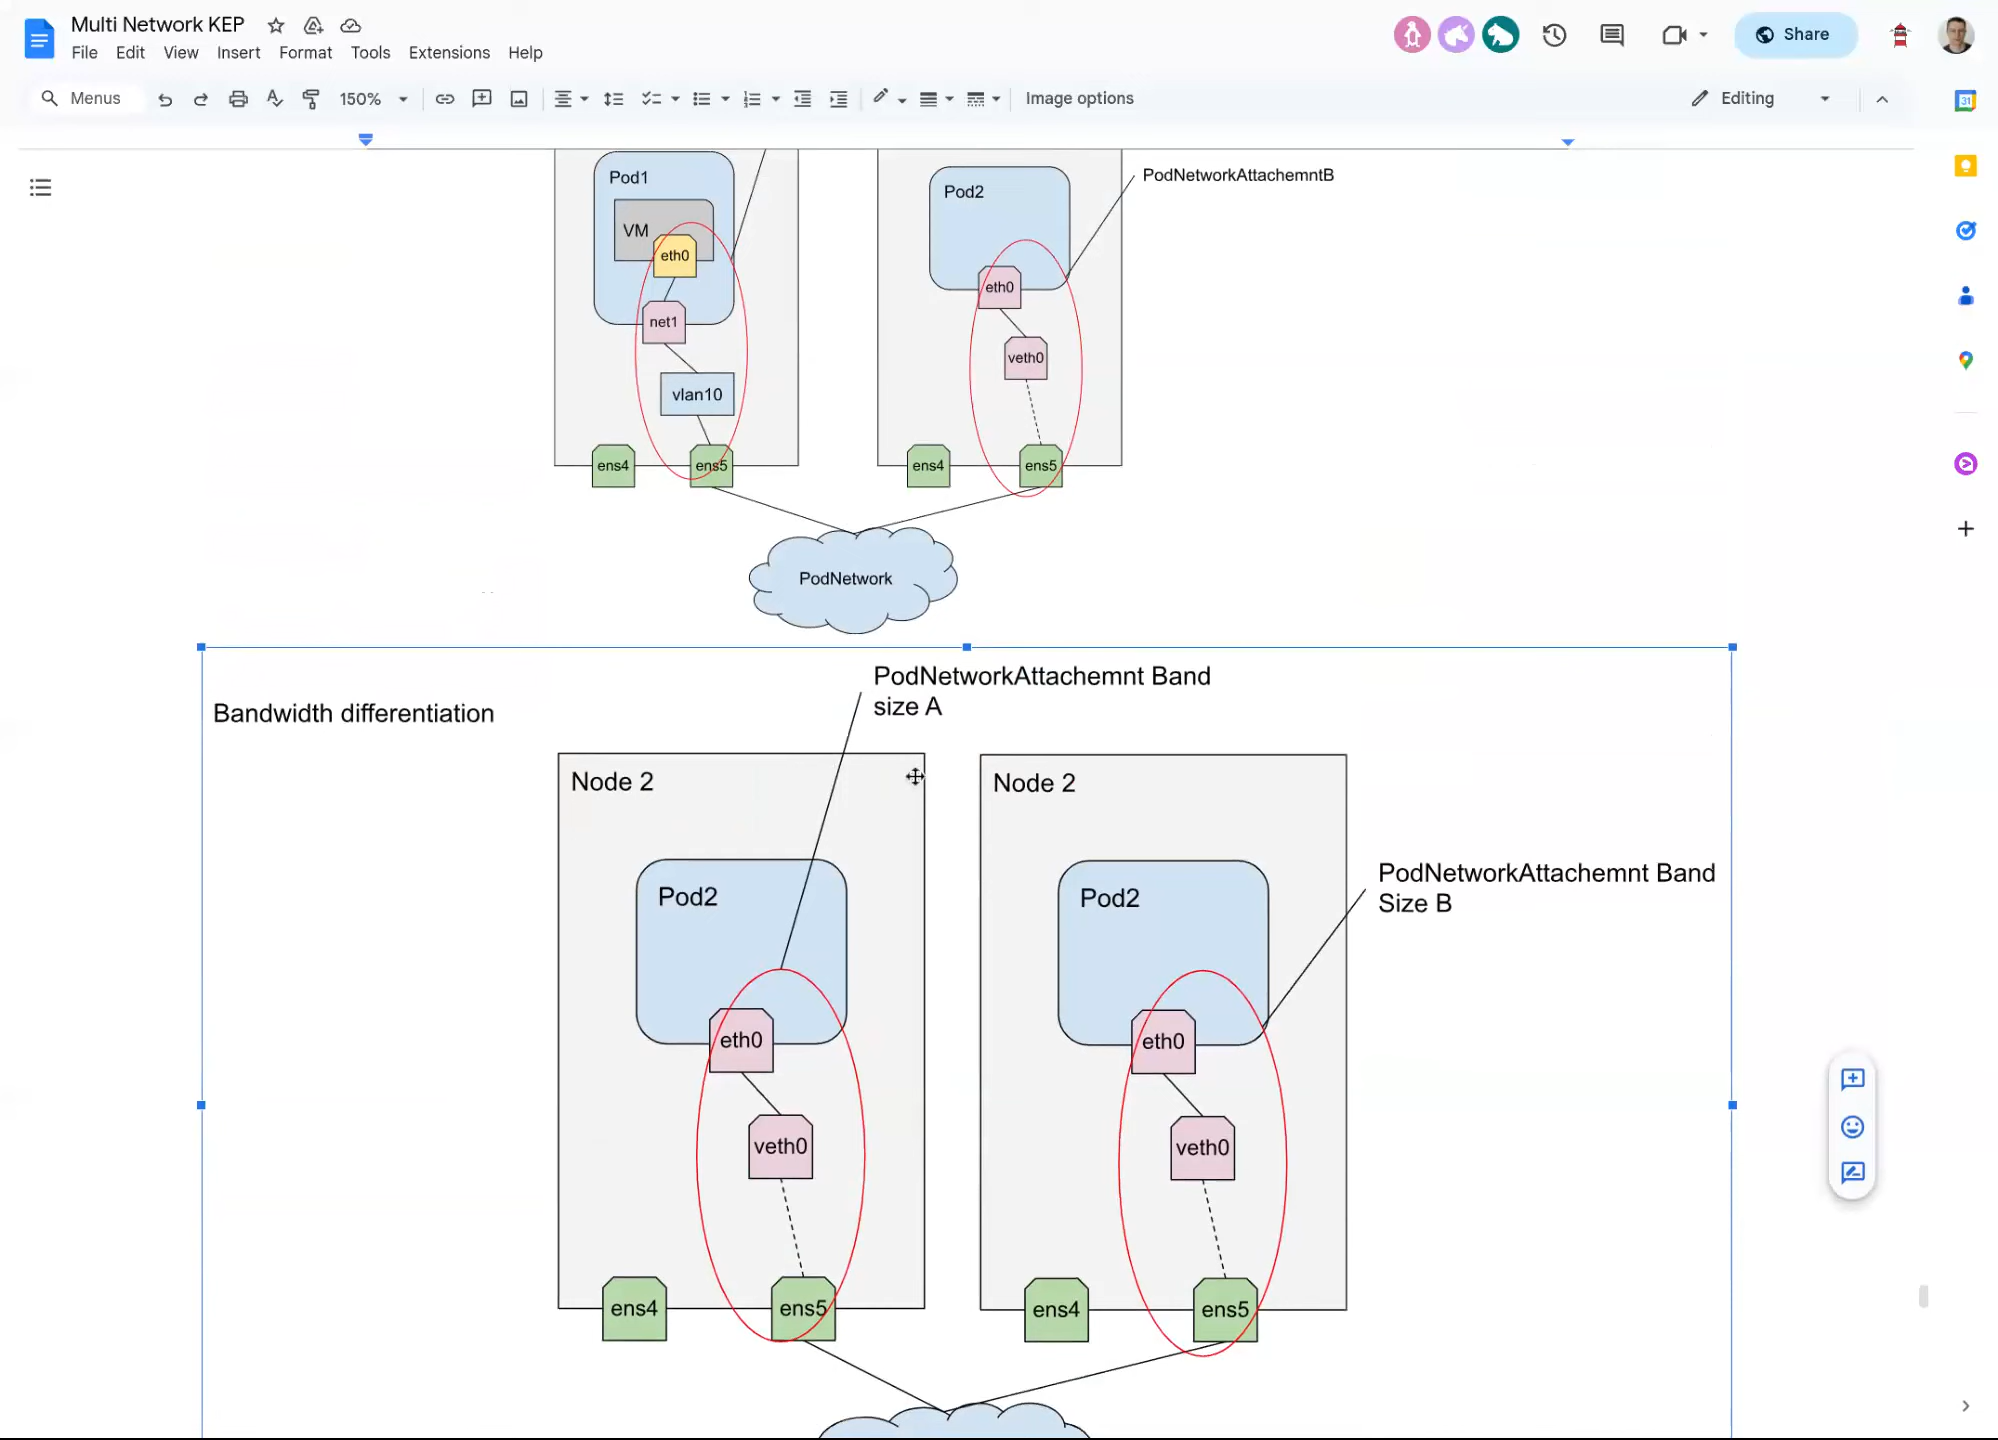 Multi Network KEP
File Edit View Insert Format Tools Extensions Help
Share
Menus
150%
Image options
Editing
31
Pod1
VM
eth0
net1
vlan10
ens4
ens5
Pod2
eth0
veth0
ens4
ens5
PodNetworkAttachemntB
PodNetwork
Bandwidth differentiation
PodNetworkAttachemnt Band
size A
Node 2
Pod2
eth0
veth0
ens4
ens5
Node 2
Pod2
eth0
veth0
ens4
ens5
PodNetworkAttachemnt Band
Size B